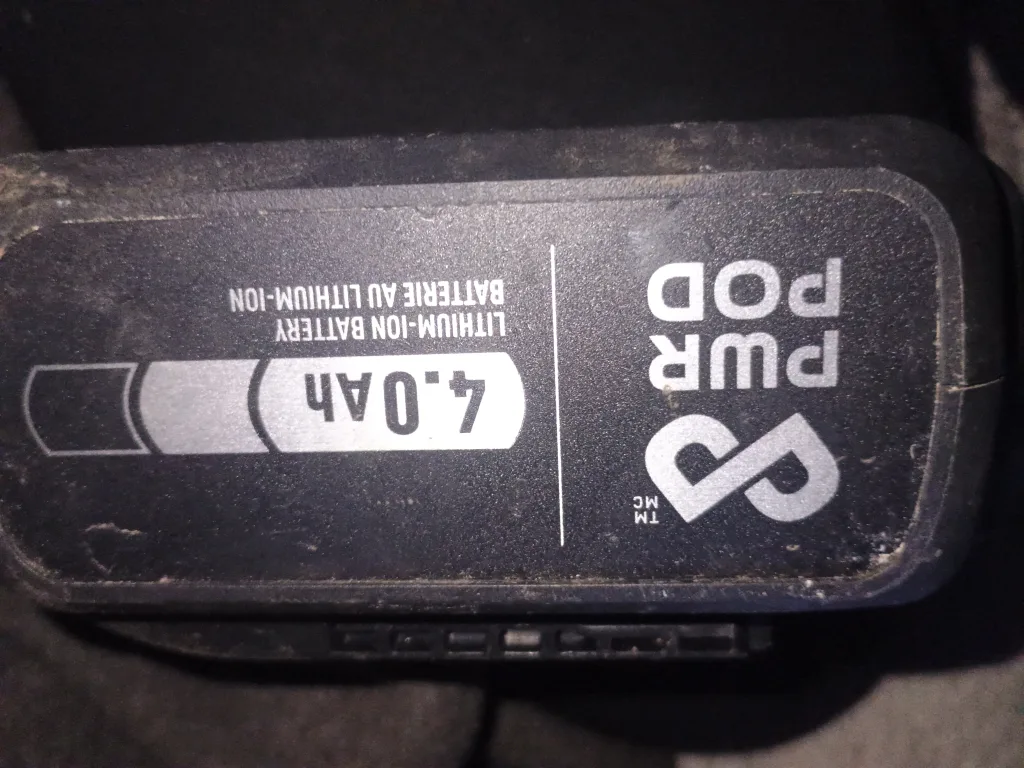 TM
MC
PWR
POD
4.0Ah
LITHIUM-ION BATTERY
BATTERIE AU LITHIUM-ION